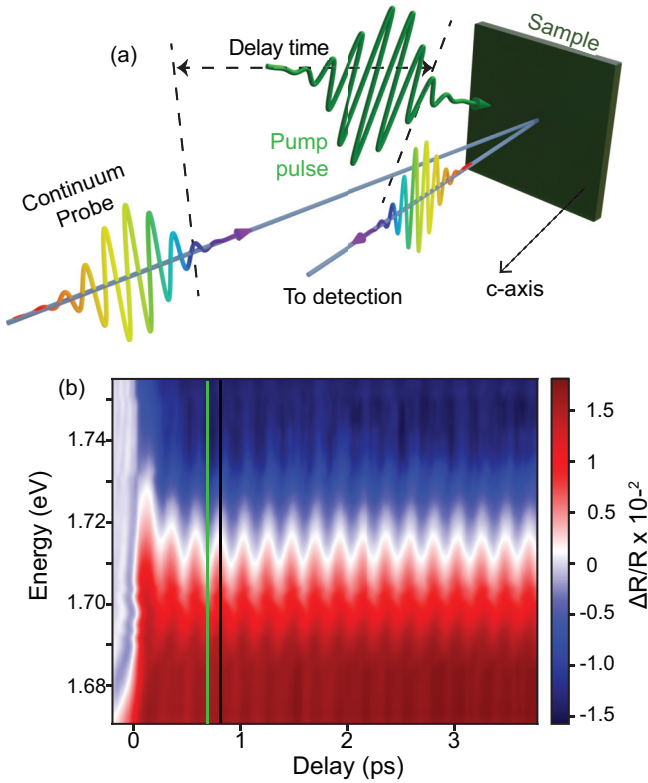 (a)
Delay time
Sample
Pump
pulse
Continuum
Probe
To detection
c-axis
(b)
Energy (eV)
1.74
1.72
1.70
1.68
0
1
2
3
Delay (ps)
1.5
1
0.5
0
-0.5
-1.0
-1.5
ΔR/R x 10⁻²